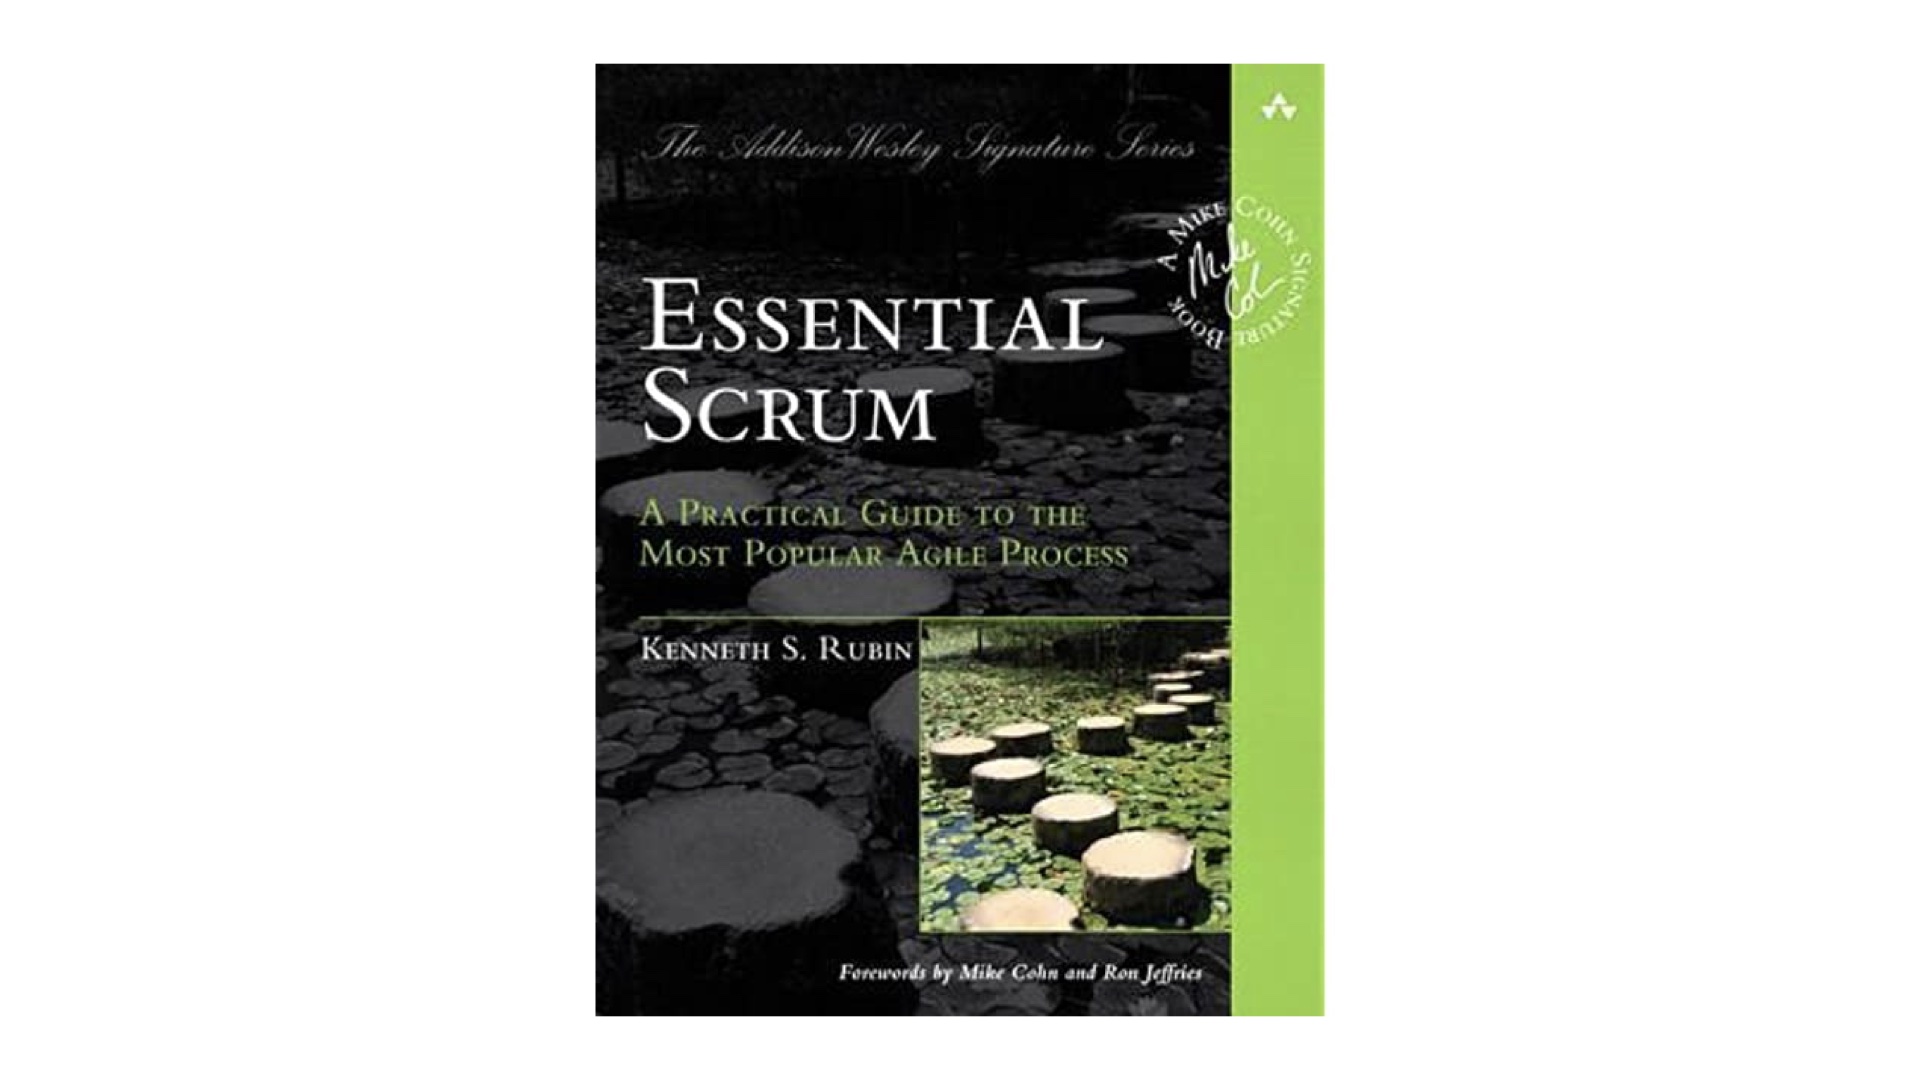 The Addison Wesley Signature Series
A MIKE COHN SIGNATURE BOOK
Mike Coh
ESSENTIAL
SCRUM
A PRACTICAL GUIDE TO THE
MOST POPULAR AGILE PROCESS
KENNETH S. RUBIN
Forewords by Mike Cohn and Ron Jeffries